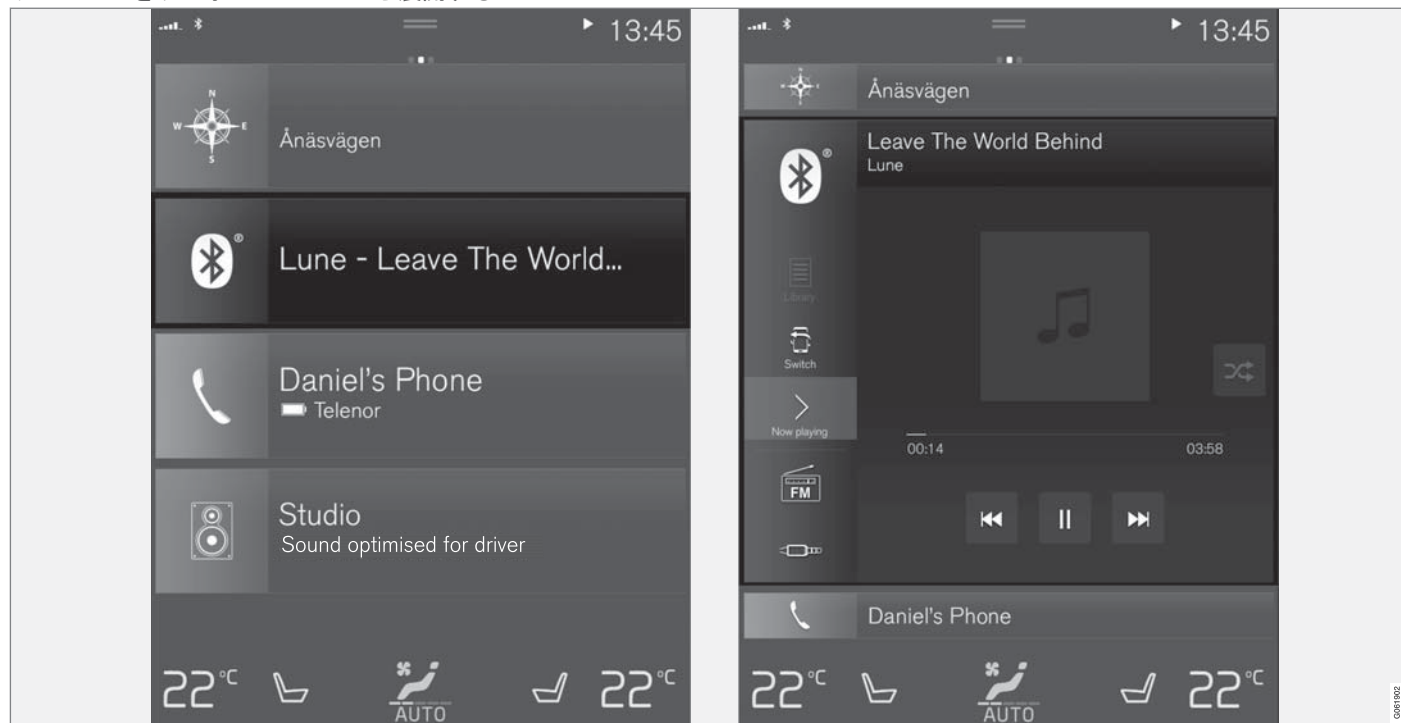 13:45
N
W E
S
Ånäsvägen
Lune - Leave The World...
Daniel's Phone
Telenor
Studio
Sound optimised for driver
22°C
AUTO
22°C
13:45
Ånäsvägen
Leave The World Behind
Lune
Library
Switch
Now playing
00:14
03:58
FM
Daniel's Phone
22°C
AUTO
22°C
G061902